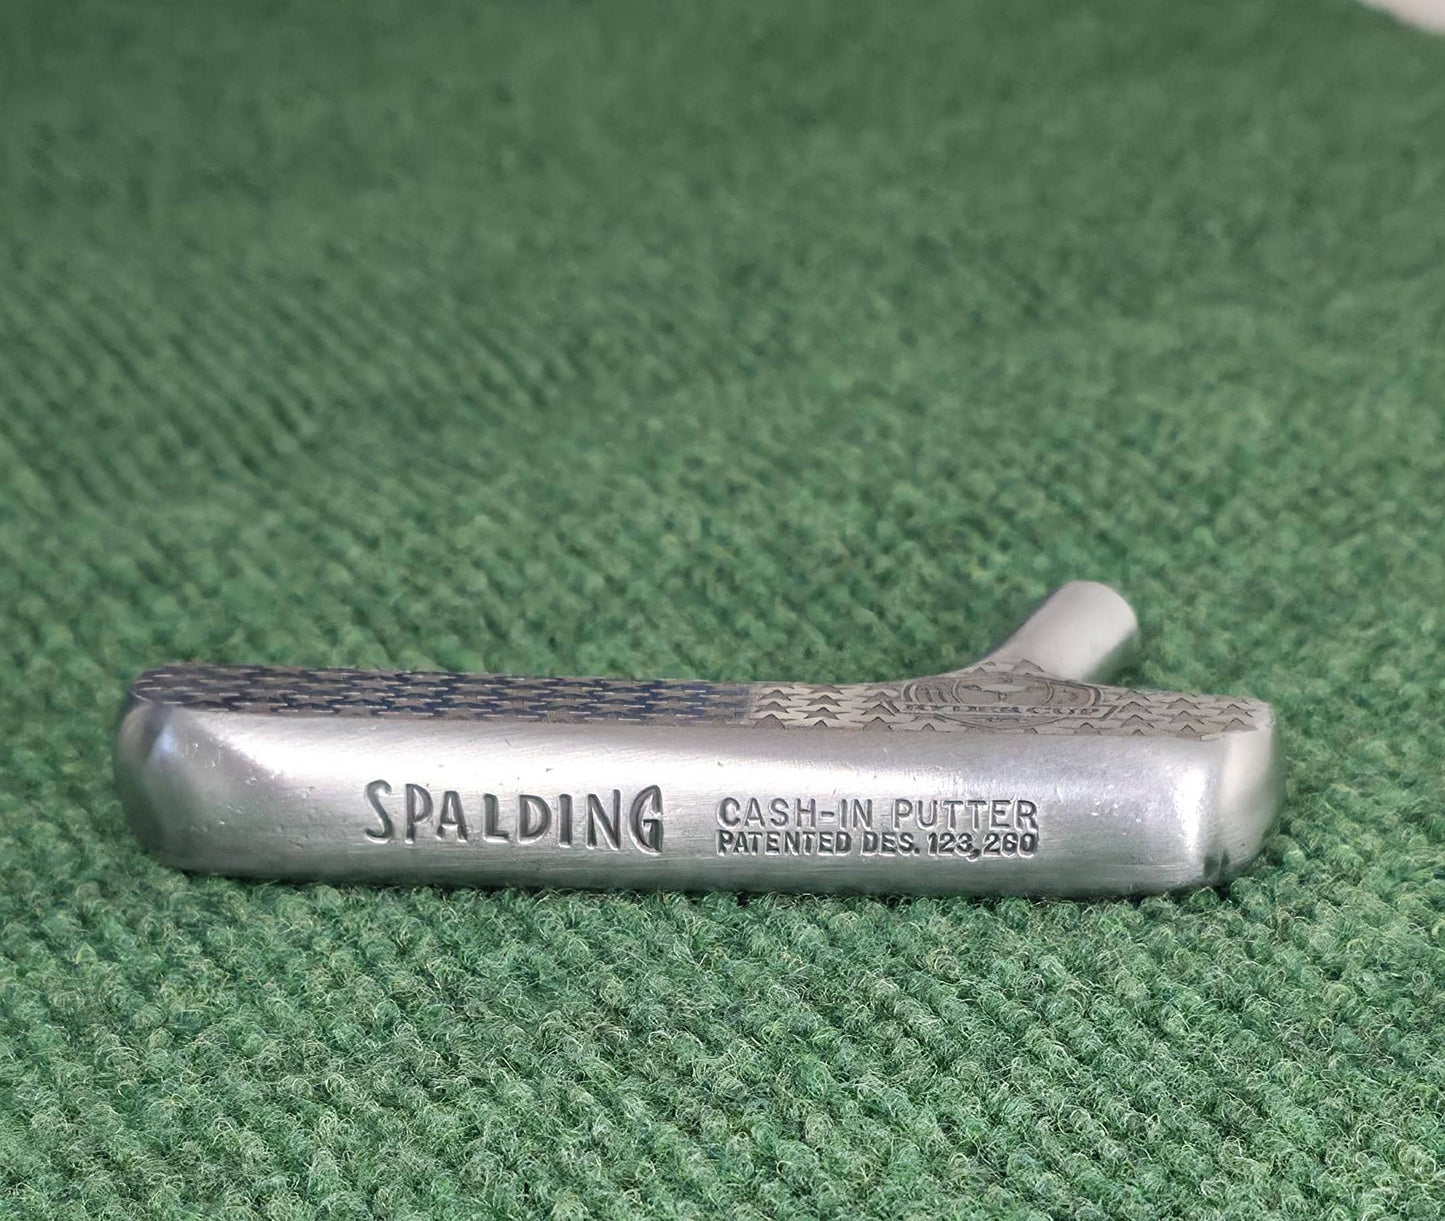 RYDER CUP
SPALDING
CASH-IN PUTTER
PATENTED DES. 123,260